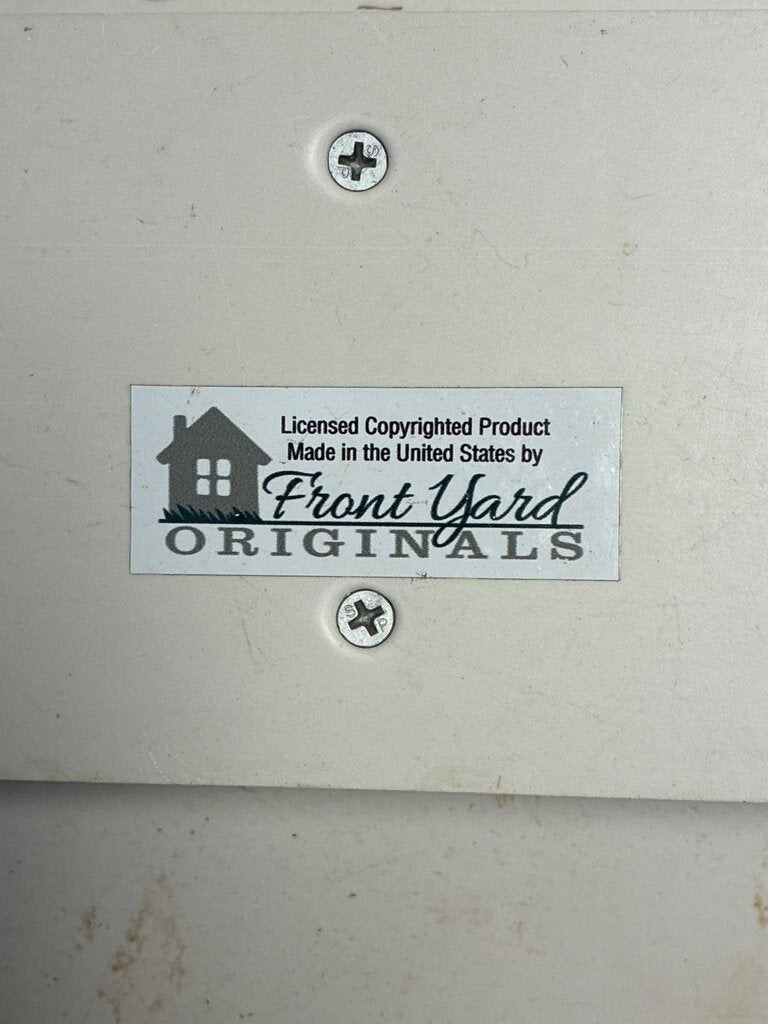 Licensed Copyrighted Product
Made in the United States by
Front Yard
ORIGINALS